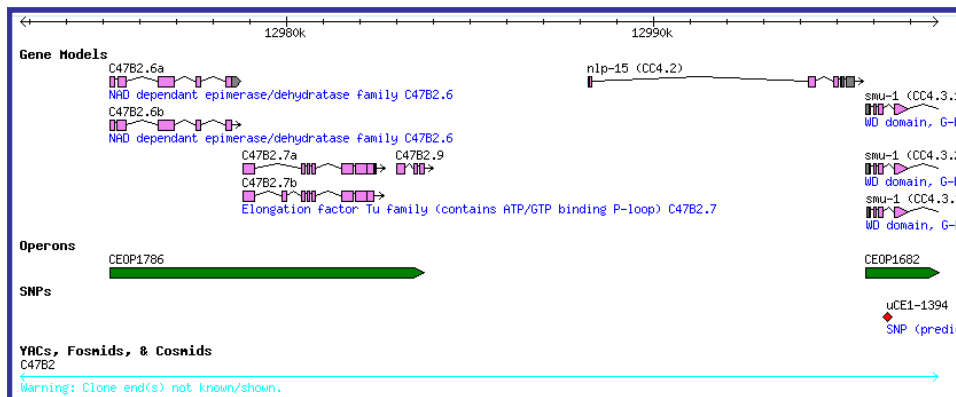 12980k 12990k
Gene Models
C47B2.6a nlp-15 (CC4.2)
NAD dependant epimerase/dehydratase family C47B2.6 smu-1 (CC4.3.
WD domain, G-
C47B2.6b
NAD dependant epimerase/dehydratase family C47B2.6
C47B2.7a C47B2.9 smu-1 (CC4.3.
WD domain, G-
C47B2.7b
Elongation factor Tu family (contains ATP/GTP binding P-loop) C47B2.7 smu-1 (CC4.3.
WD domain, G-
Operons
CEOP1786 CEOP1682
SNPs
uCE1-1394
SNP (predi
YACs, Fosmids, & Cosmids
C47B2
Warning: Clone end(s) not known/shown.